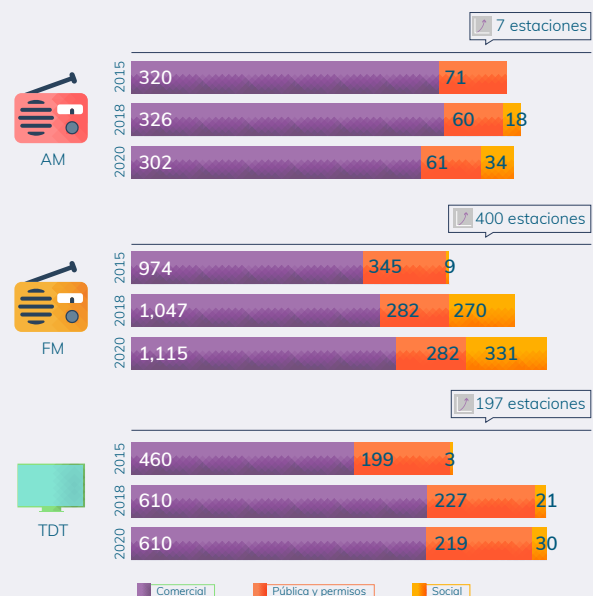 7 estaciones
2015 320 71
2018 326 60 18
2020 302 61 34
AM
400 estaciones
2015 974 345 9
2018 1,047 282 270
2020 1,115 282 331
FM
197 estaciones
2015 460 199 3
2018 610 227 21
2020 610 219 30
TDT
Comercial Pública y permisos Social